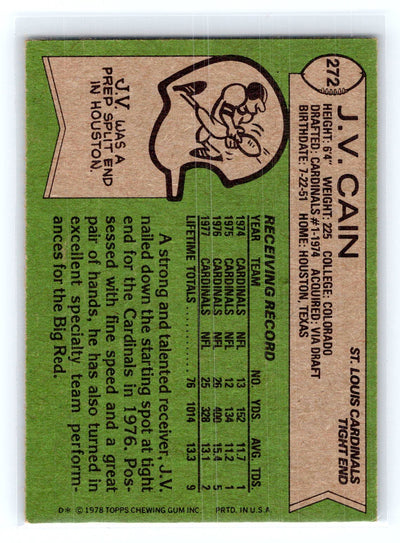 272
J. V. CAIN
HEIGHT: 6'4" WEIGHT: 225 COLLEGE: COLORADO
DRAFTED: CARDINALS #1-1974 ACQUIRED: VIA DRAFT
BIRTHDATE: 7-22-51 HOME: HOUSTON, TEXAS
ST. LOUIS CARDINALS
TIGHT END
J.V. WAS A
PREP SPLIT END
IN HOUSTON.
RECEIVING RECORD
YEAR TEAM NO. YDS. AVG. TDS.
1974 CARDINALS NFL 13 152 11.7 1
1975 CARDINALS NFL 12 134 11.2 1
1976 CARDINALS NFL 26 400 15.4 5
1977 CARDINALS NFL 25 328 13.1 2
LIFETIME TOTALS 76 1014 13.3 9
A strong and talented receiver, J.V.
nailed down the starting spot at tight
end for the Cardinals in 1976. Pos-
sessed with fine speed and a great
pair of hands, he has also turned in
excellent specialty team perform-
ances for the Big Red.
D* © 1978 TOPPS CHEWING GUM INC. PRTD. IN U.S.A.